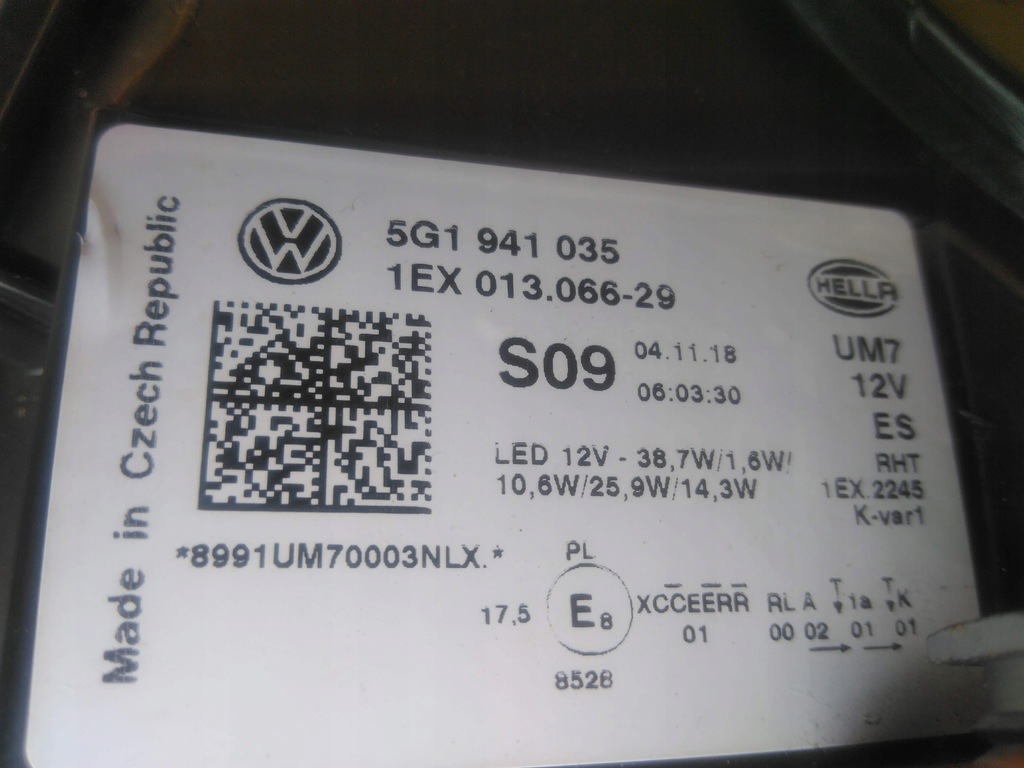 Made in Czech Republic
5G1 941 035
1EX 013.066-29
HELLA
S09
04.11.18
06:03:30
UM7
12V
ES
RHT
1EX.2245
K-var1
LED 12V - 38,7W/1,6W/
10,6W/25,9W/14,3W
*8991UM70003NLX.*
PL
17,5
E8
8528
XCCEERR RL A T 1a T K
01 00 02 01 01